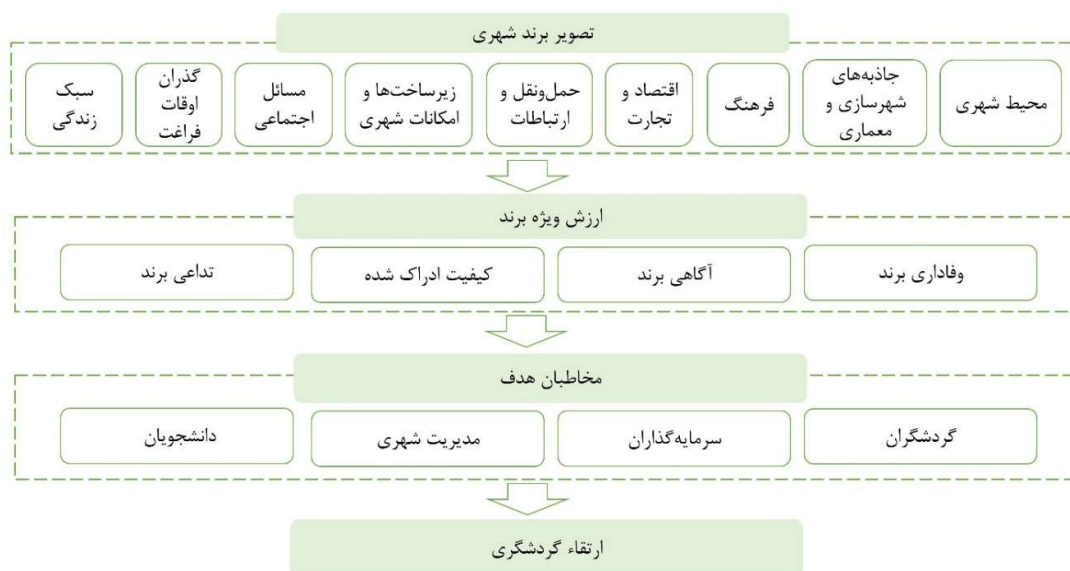 تصویر برند شهری
محیط شهری
جاذبه‌های
شهرسازی و
معماری
فرهنگ
اقتصاد و
تجارت
حمل‌ونقل و
ارتباطات
زیرساخت‌ها و
امکانات شهری
مسائل
اجتماعی
گذران
اوقات
فراغت
سبک
زندگی
ارزش ویژه برند
وفاداری برند
آگاهی برند
کیفیت ادراک شده
تداعی برند
مخاطبان هدف
گردشگران
سرمایه‌گذاران
مدیریت شهری
دانشجویان
ارتقاء گردشگری